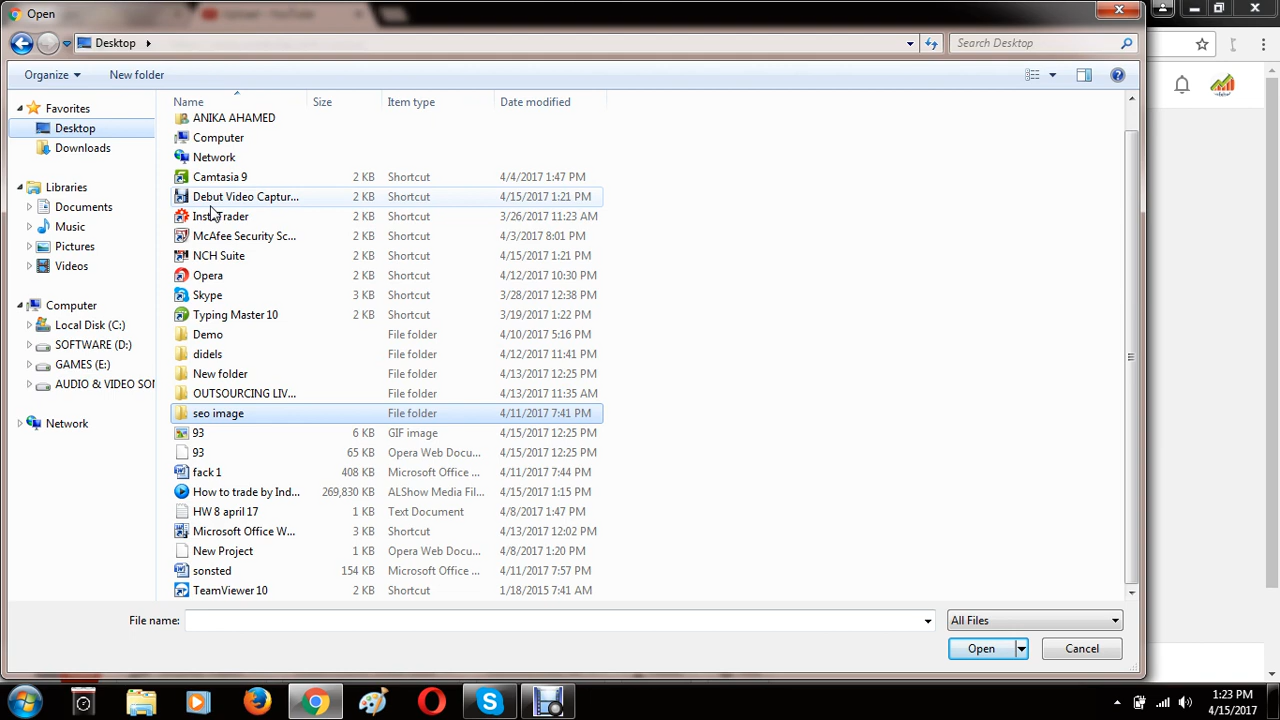 Open
Upload - YouTube
Desktop
Search Desktop
Organize
New folder
Name
Size
Item type
Date modified
Favorites
Desktop
Downloads
Libraries
Documents
Music
Pictures
Videos
Computer
Local Disk (C:)
SOFTWARE (D:)
GAMES (E:)
AUDIO & VIDEO SON
Network
ANIKA AHAMED
Computer
Network
Camtasia 9 2 KB Shortcut 4/4/2017 1:47 PM
Debut Video Captur... 2 KB Shortcut 4/15/2017 1:21 PM
InstaTrader 2 KB Shortcut 3/26/2017 11:23 AM
McAfee Security Sc... 2 KB Shortcut 4/3/2017 8:01 PM
NCH Suite 2 KB Shortcut 4/15/2017 1:21 PM
Opera 2 KB Shortcut 4/12/2017 10:30 PM
Skype 3 KB Shortcut 3/28/2017 12:38 PM
Typing Master 10 2 KB Shortcut 3/19/2017 1:22 PM
Demo File folder 4/10/2017 5:16 PM
didels File folder 4/12/2017 11:41 PM
New folder File folder 4/13/2017 12:25 PM
OUTSOURCING LIV... File folder 4/13/2017 11:35 AM
seo image File folder 4/11/2017 7:41 PM
93 6 KB GIF image 4/15/2017 12:25 PM
93 65 KB Opera Web Docu... 4/15/2017 12:25 PM
fack 1 408 KB Microsoft Office ... 4/11/2017 7:44 PM
How to trade by Ind... 269,830 KB ALShow Media Fil... 4/15/2017 1:15 PM
HW 8 april 17 1 KB Text Document 4/8/2017 1:47 PM
Microsoft Office W... 3 KB Shortcut 4/13/2017 12:02 PM
New Project 1 KB Opera Web Docu... 4/8/2017 1:20 PM
sonsted 154 KB Microsoft Office ... 4/11/2017 7:57 PM
TeamViewer 10 2 KB Shortcut 1/18/2015 7:41 AM
File name:
All Files
Open
Cancel
1:23 PM
4/15/2017